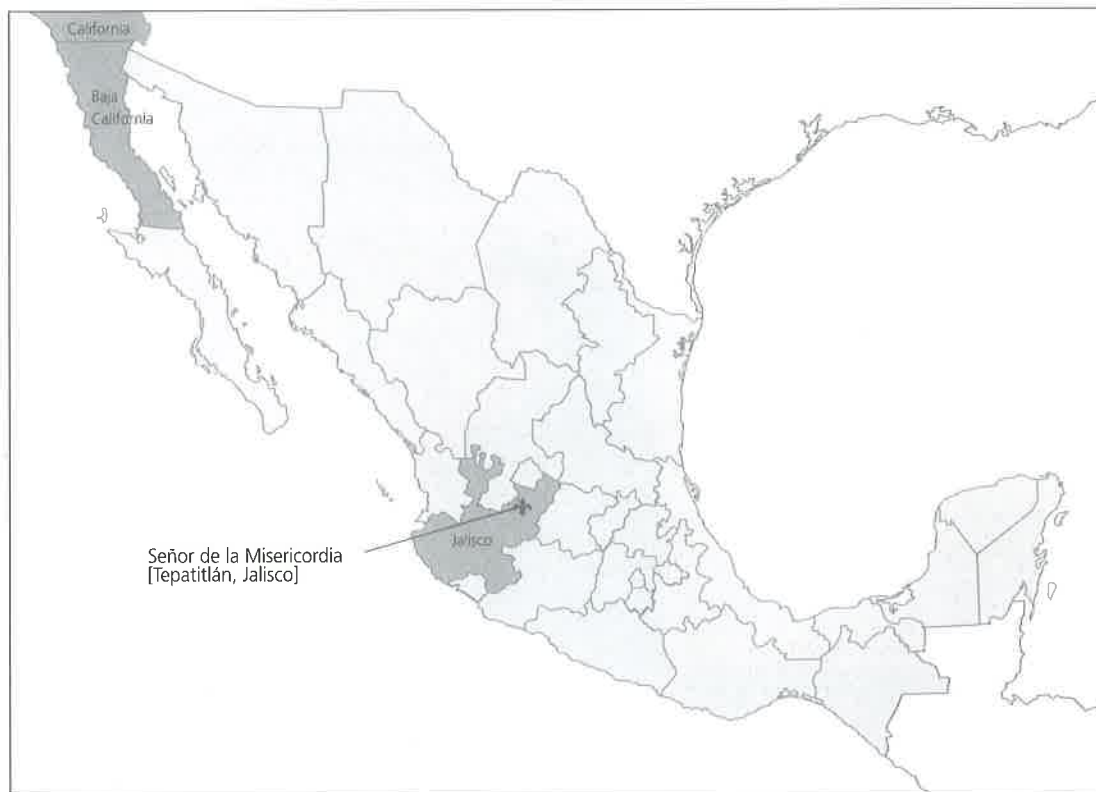 California
Baja
California
Jalisco
Señor de la Misericordia
[Tepatitlán, Jalisco]